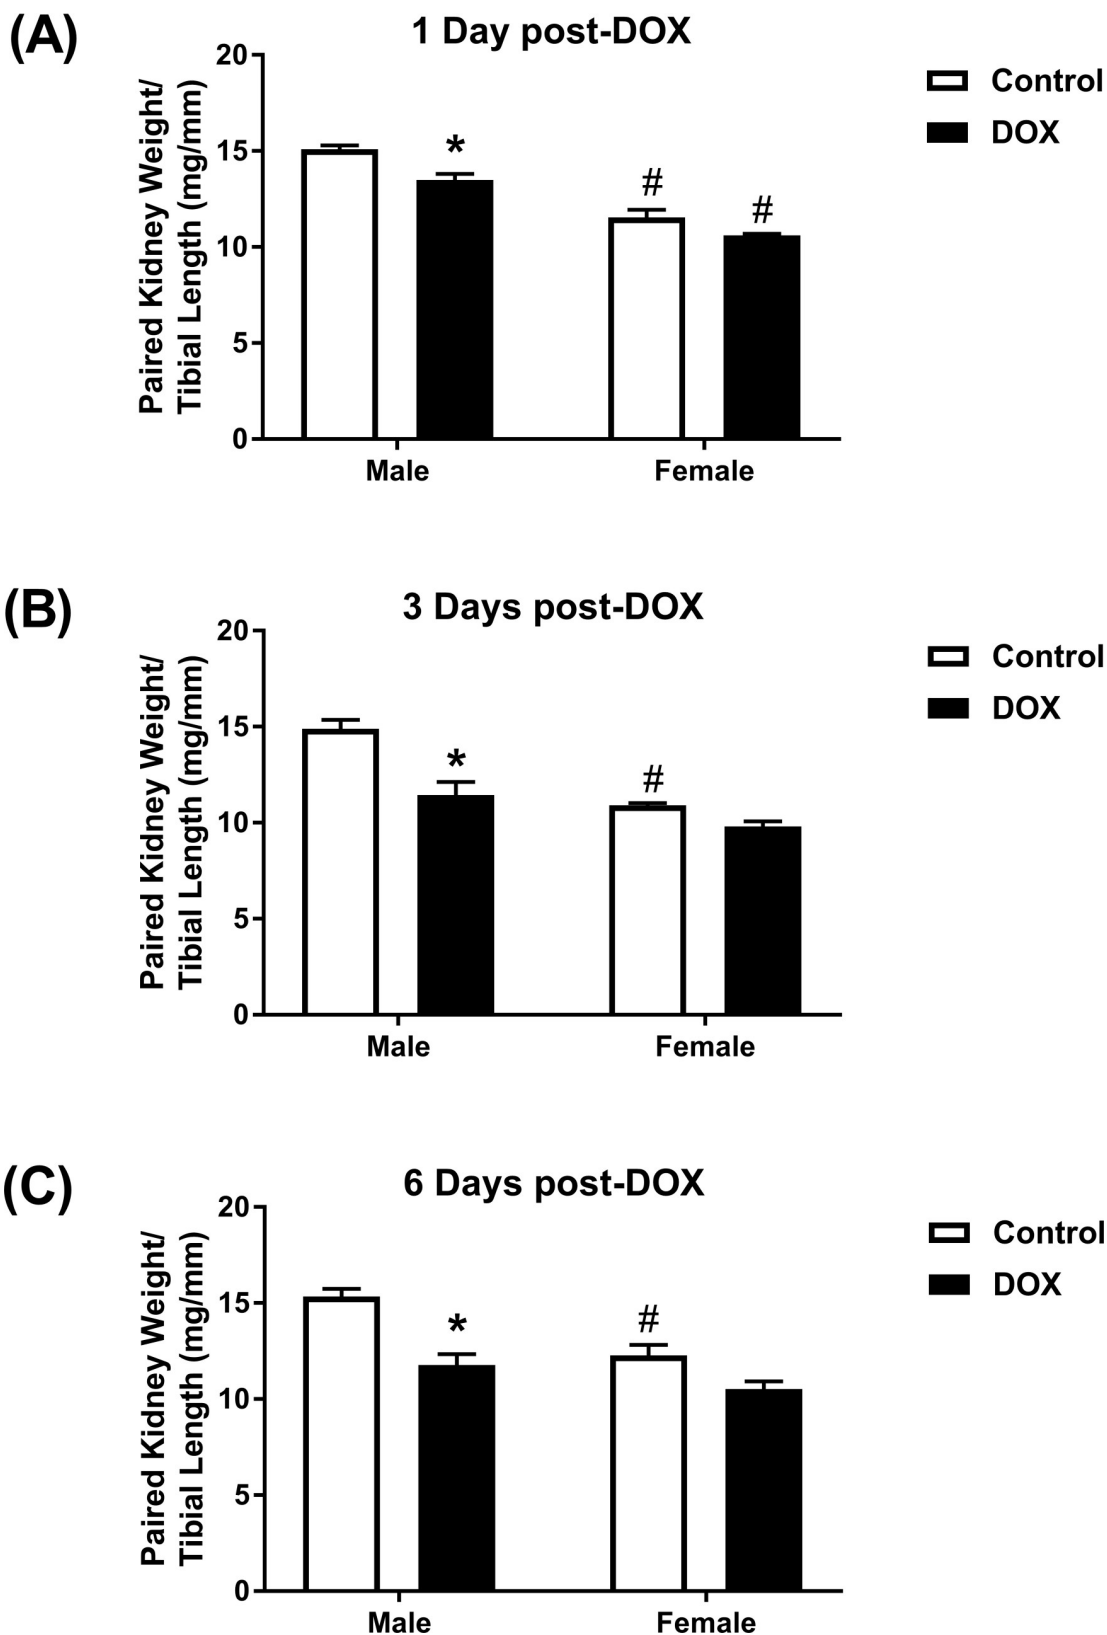 (A)
1 Day post-DOX
Paired Kidney Weight/
Tibial Length (mg/mm)
20
15
10
5
0
*
#
#
Male
Female
Control
DOX
(B)
3 Days post-DOX
Paired Kidney Weight/
Tibial Length (mg/mm)
20
15
10
5
0
*
#
Male
Female
Control
DOX
(C)
6 Days post-DOX
Paired Kidney Weight/
Tibial Length (mg/mm)
20
15
10
5
0
*
#
Male
Female
Control
DOX